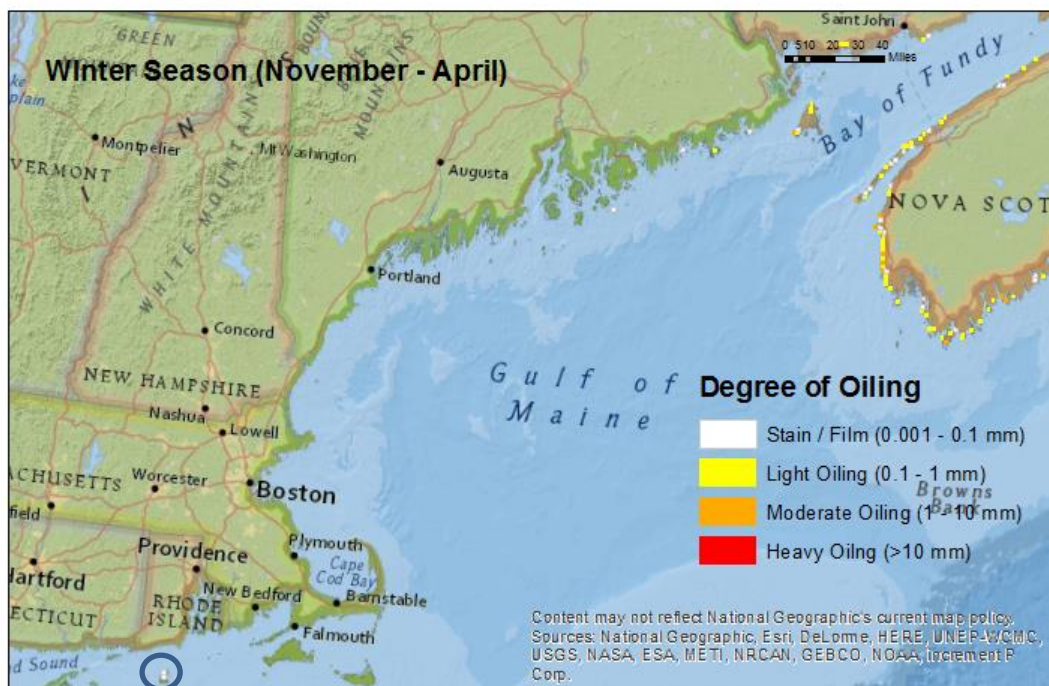 Saint John
0 5 10 20 30 40
Miles
GREEN
MOUNTAINS
WInter Season (November - April)
Bay of Fundy
Montpelier
Mt Washington
VERMONT
WHITE MOUNTAINS
Augusta
NOVA SCOT
Portland
Concord
Gulf of
Maine
NEW HAMPSHIRE
Nashua
Lowell
Degree of Oiling
Stain / Film (0.001 - 0.1 mm)
Light Oiling (0.1 - 1 mm)
Browns
Bank
Moderate Oiling (1 - 10 mm)
Heavy Oilng (>10 mm)
ACHUSETTS
Worcester
Boston
field
Plymouth
Providence
Cape
Cod Bay
Hartford
New Bedford
Barnstable
RHODE
ISLAND
ECTICUT
Falmouth
nd Sound
Content may not reflect National Geographic's current map policy.
Sources: National Geographic, Esri, DeLorme, HERE, UNEP-WCMC,
USGS, NASA, ESA, METI, NRCAN, GEBCO, NOAA, increment P
Corp.